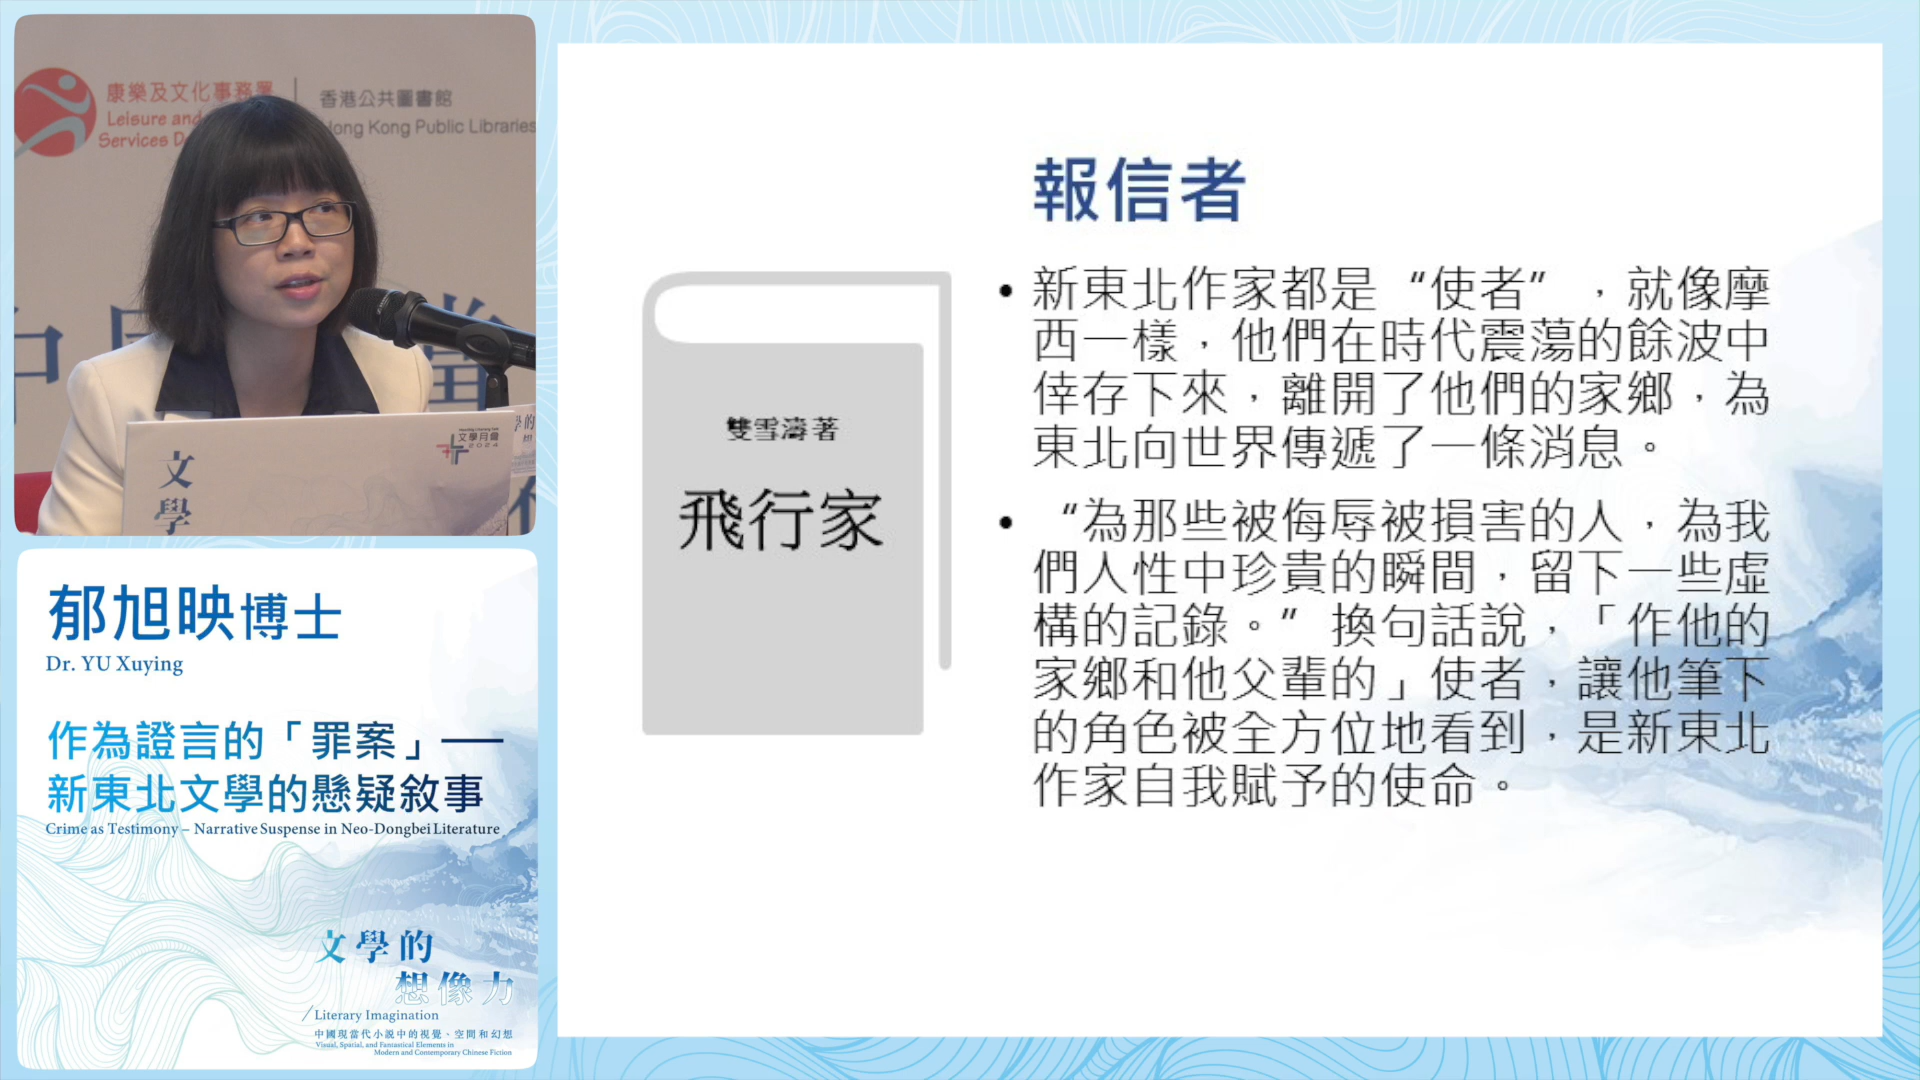 康樂及文化事務署
香港公共圖書館
Leisure and
Hong Kong Public Libraries
Services D
文學月會
2024
文
學
郁旭映博士
Dr. YU Xuying
作為證言的「罪案」——
新東北文學的懸疑敘事
Crime as Testimony – Narrative Suspense in Neo-Dongbei Literature
文學的
想像力
/Literary Imagination
中國現當代小說中的視覺、空間和幻想
Visual, Spatial, and Fantastical Elements in
Modern and Contemporary Chinese Fiction
雙雪濤著
飛行家
報信者
• 新東北作家都是“使者”，就像摩
西一樣，他們在時代震蕩的餘波中
倖存下來，離開了他們的家鄉，為
東北向世界傳遞了一條消息。
• “為那些被侮辱被損害的人，為我
們人性中珍貴的瞬間，留下一些虛
構的記錄。”換句話說，「作他的
家鄉和他父輩的」使者，讓他筆下
的角色被全方位地看到，是新東北
作家自我賦予的使命。